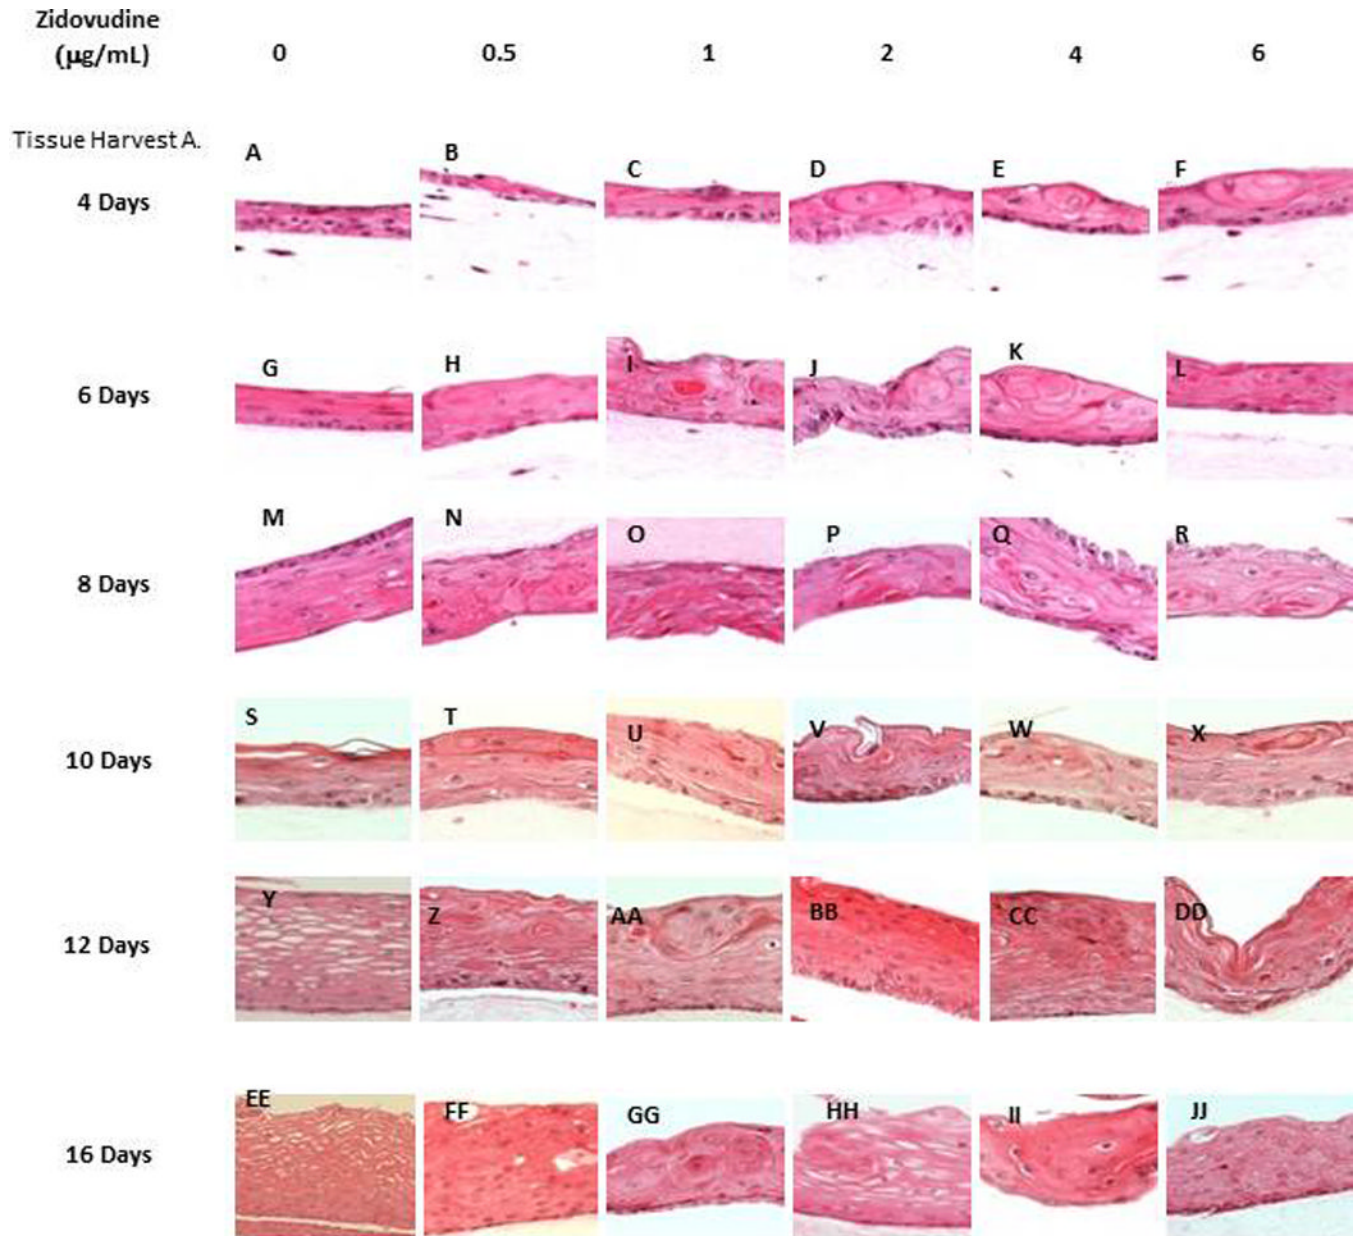 Zidovudine
(µg/mL) 0 0.5 1 2 4 6
Tissue Harvest A.
A B C D E F
4 Days
G H I J K L
6 Days
M N O P Q R
8 Days
S T U V W X
10 Days
Y Z AA BB CC DD
12 Days
EE FF GG HH II JJ
16 Days